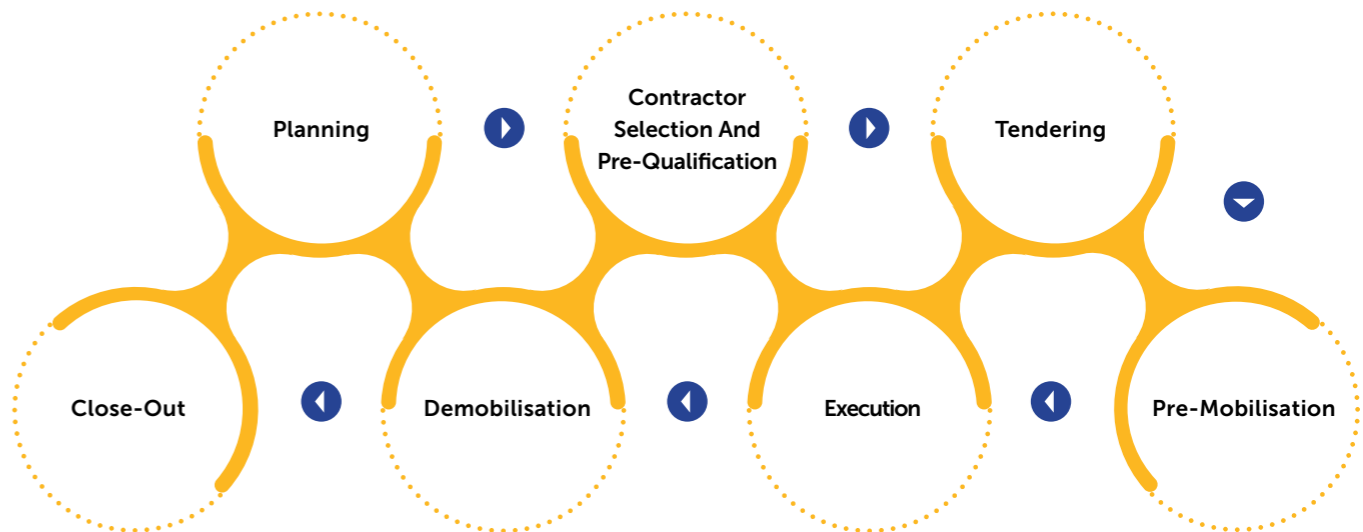 Planning
Contractor
Selection And
Pre-Qualification
Tendering
Close-Out
Demobilisation
Execution
Pre-Mobilisation